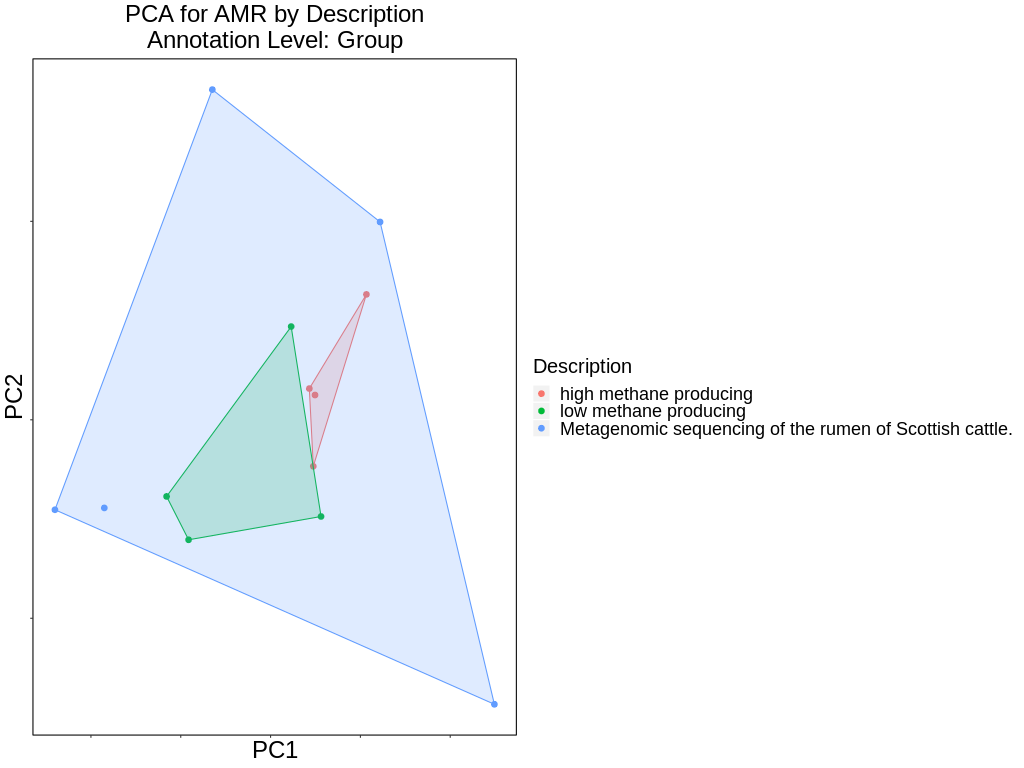 PCA for AMR by Description
Annotation Level: Group
PC2
PC1
Description
high methane producing
low methane producing
Metagenomic sequencing of the rumen of Scottish cattle.